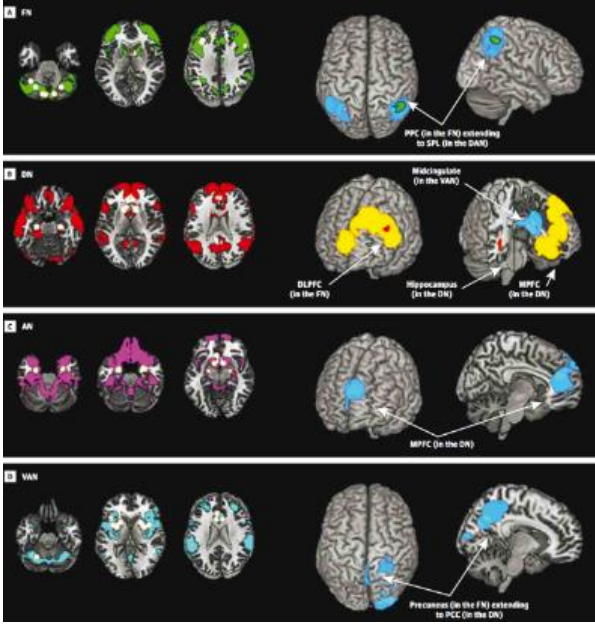 A FN
PPC (in the FN) extending
to SPL (in the DAN)
B DN
Midcingulate
(in the VAN)
DLPFC
(in the FN)
Hippocampus
(in the DN)
MPFC
(in the DN)
C AN
MPFC (in the DN)
D VAN
Precuneus (in the FN) extending
to PCC (in the DN)